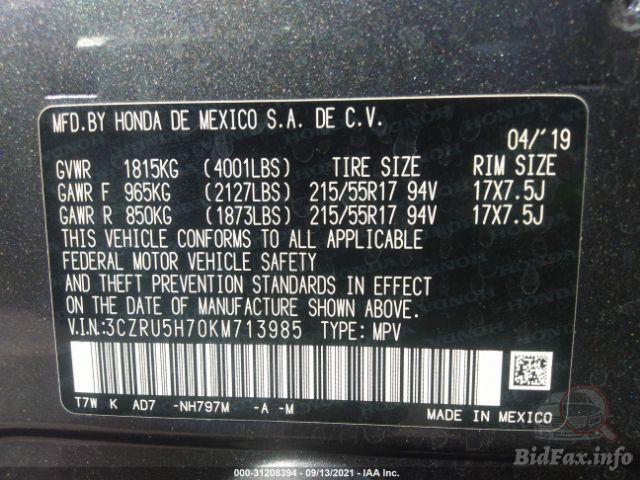 MFD.BY HONDA DE MEXICO S.A. DE C.V.
04/'19
GVWR 1815KG (4001LBS) TIRE SIZE RIM SIZE
GAWR F 965KG (2127LBS) 215/55R17 94V 17X7.5J
GAWR R 850KG (1873LBS) 215/55R17 94V 17X7.5J
THIS VEHICLE CONFORMS TO ALL APPLICABLE
FEDERAL MOTOR VEHICLE SAFETY
AND THEFT PREVENTION STANDARDS IN EFFECT
ON THE DATE OF MANUFACTURE SHOWN ABOVE.
V.I.N:3CZRU5H70KM713985 TYPE: MPV
T7W K AD7 -NH797M -A -M
MADE IN MEXICO
BidFax.info
000-31208394 - 09/13/2021 - IAA Inc.